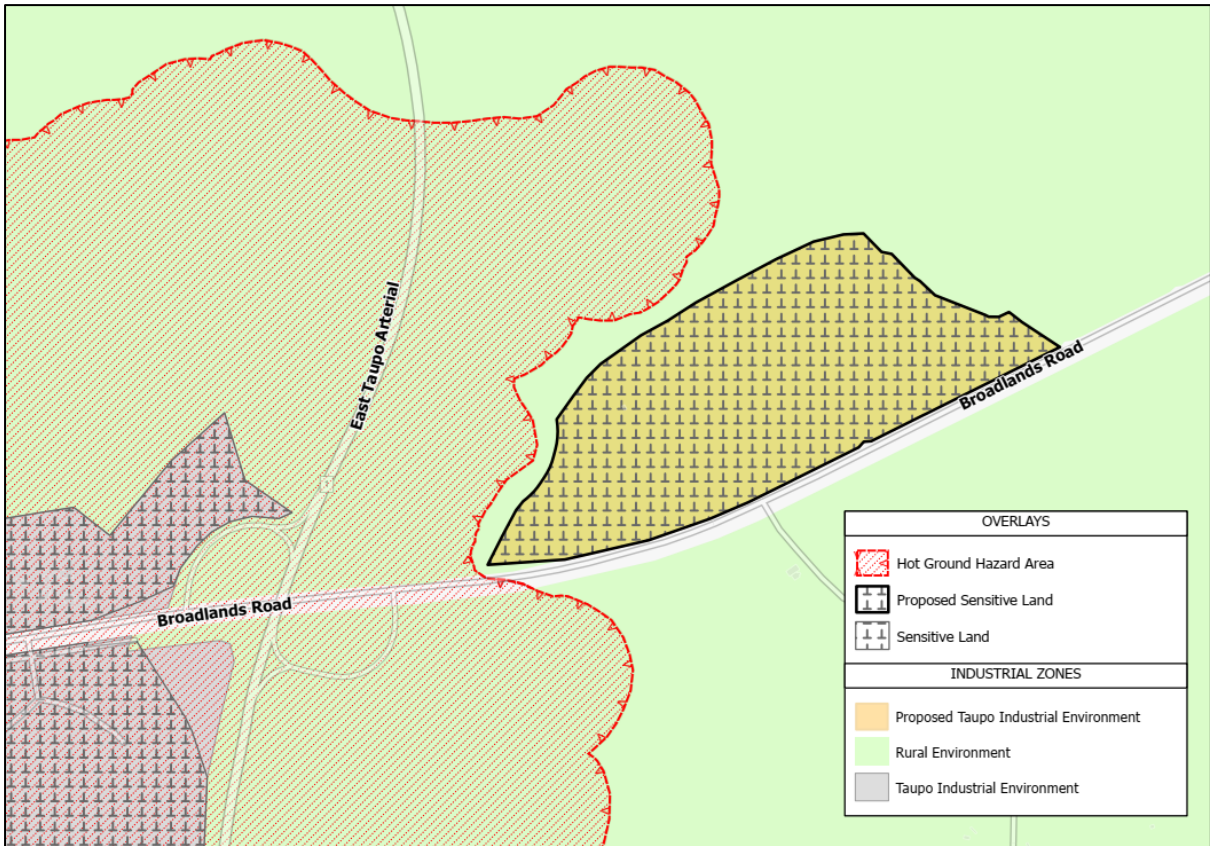 East Taupo Arterial
1
Broadlands Road
Broadlands Road
OVERLAYS
Hot Ground Hazard Area
Proposed Sensitive Land
Sensitive Land
INDUSTRIAL ZONES
Proposed Taupo Industrial Environment
Rural Environment
Taupo Industrial Environment